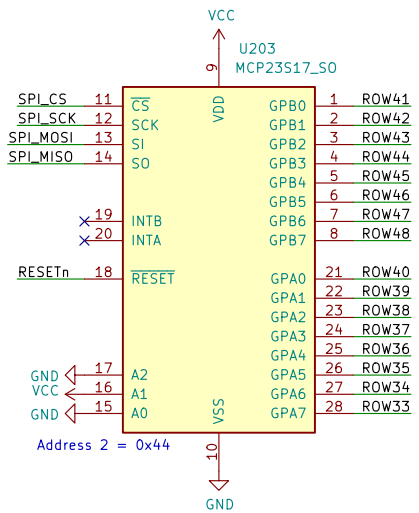 VCC
U203
MCP23S17_SO
9
VDD
SPI_CS 11 CS GPB0 1 ROW41
SPI_SCK 12 SCK GPB1 2 ROW42
SPI_MOSI 13 SI GPB2 3 ROW43
SPI_MISO 14 SO GPB3 4 ROW44
GPB4 5 ROW45
GPB5 6 ROW46
19 INTB GPB6 7 ROW47
20 INTA GPB7 8 ROW48
RESETn 18 RESET GPA0 21 ROW40
GPA1 22 ROW39
GPA2 23 ROW38
GPA3 24 ROW37
GPA4 25 ROW36
GND 17 A2 GPA5 26 ROW35
VCC 16 A1 GPA6 27 ROW34
GND 15 A0 GPA7 28 ROW33
VSS
Address 2 = 0x44
10
GND